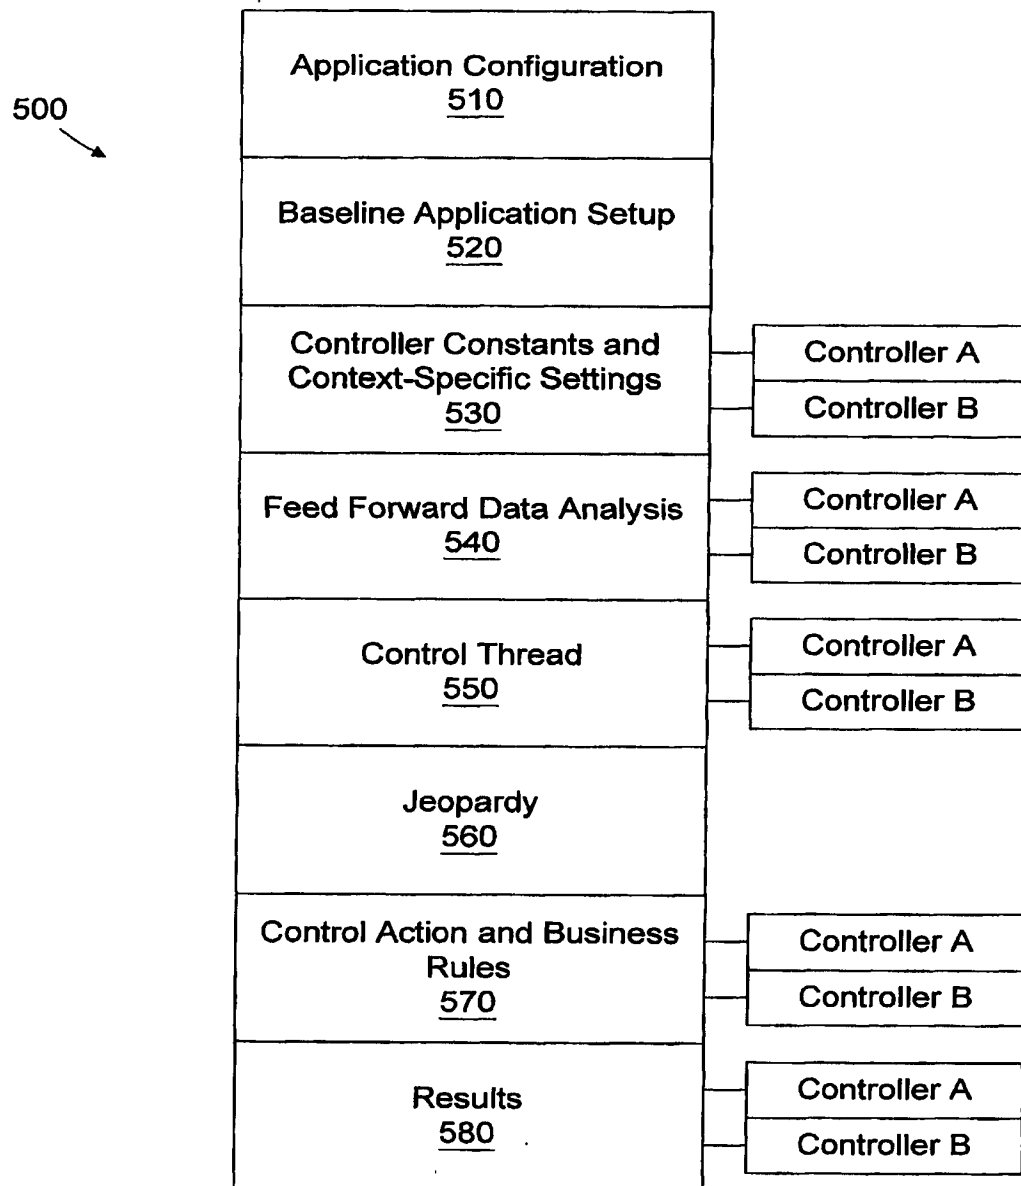 500
Application Configuration
510
Baseline Application Setup
520
Controller Constants and
Context-Specific Settings
530
Controller A
Controller B
Feed Forward Data Analysis
540
Controller A
Controller B
Control Thread
550
Controller A
Controller B
Jeopardy
560
Control Action and Business
Rules
570
Controller A
Controller B
Results
580
Controller A
Controller B